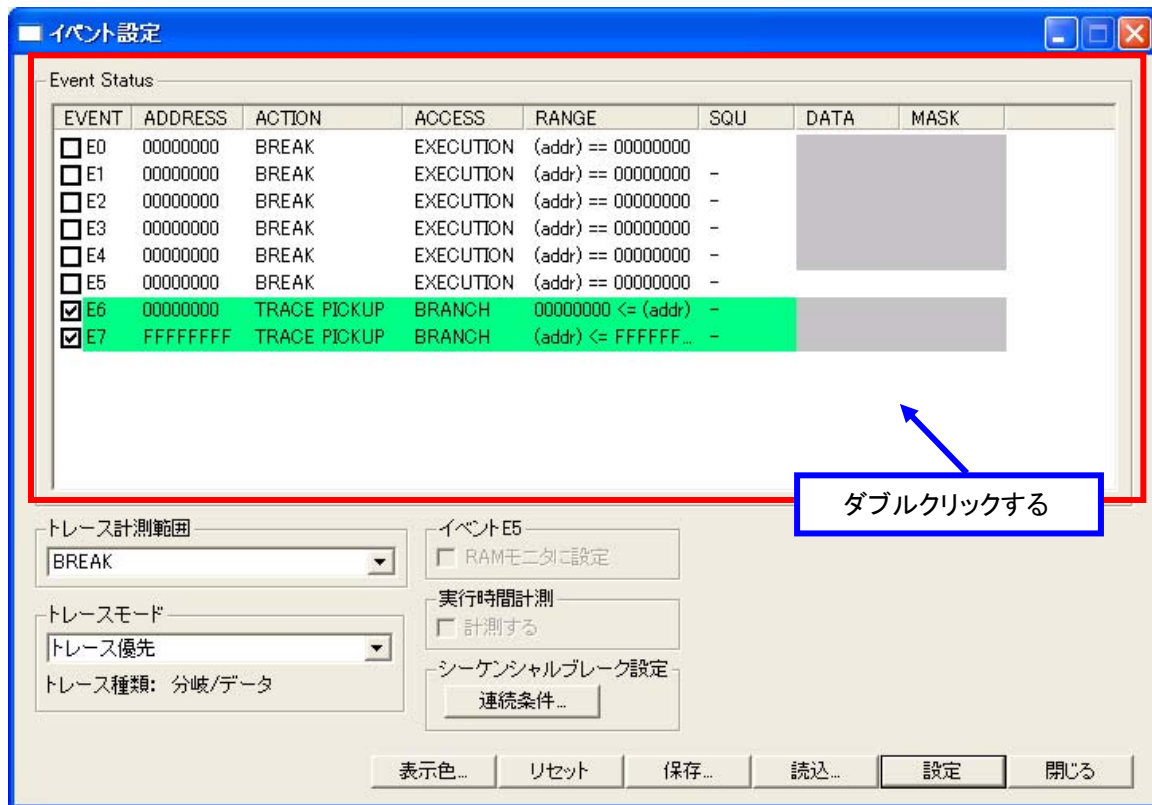 イベント設定
Event Status
EVENT ADDRESS ACTION ACCESS RANGE SQU DATA MASK
E0 00000000 BREAK EXECUTION (addr) == 00000000
E1 00000000 BREAK EXECUTION (addr) == 00000000 -
E2 00000000 BREAK EXECUTION (addr) == 00000000 -
E3 00000000 BREAK EXECUTION (addr) == 00000000 -
E4 00000000 BREAK EXECUTION (addr) == 00000000 -
E5 00000000 BREAK EXECUTION (addr) == 00000000 -
E6 00000000 TRACE PICKUP BRANCH 00000000 <= (addr) -
E7 FFFFFFFF TRACE PICKUP BRANCH (addr) <= FFFFFF... -
ダブルクリックする
トレース計測範囲
BREAK
トレースモード
トレース優先
トレース種類: 分岐/データ
イベントE5
RAMモニタに設定
実行時間計測
計測する
シーケンシャルブレーク設定
連続条件...
表示色... リセット 保存... 読込... 設定 閉じる